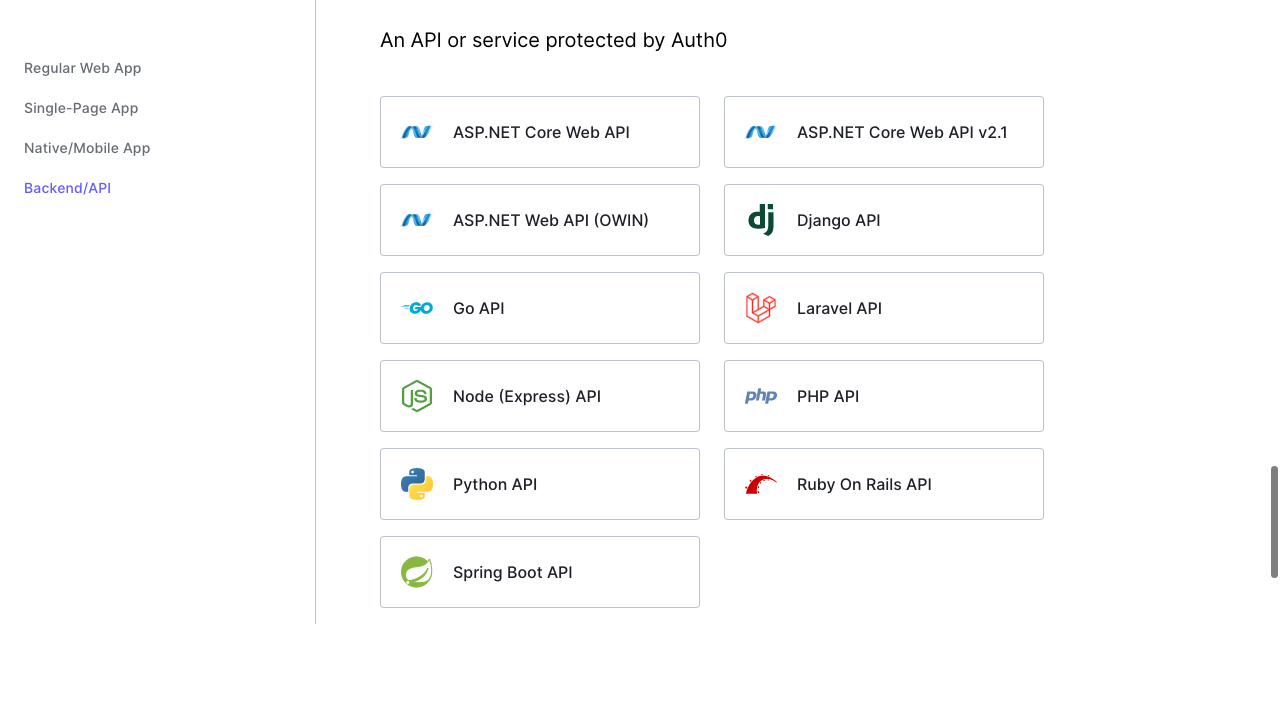 An API or service protected by Auth0
Regular Web App
Single-Page App
Native/Mobile App
Backend/API
ASP.NET Core Web API
ASP.NET Core Web API v2.1
ASP.NET Web API (OWIN)
dj
Django API
GO
Go API
Laravel API
JS
Node (Express) API
php
PHP API
Python API
Ruby On Rails API
Spring Boot API